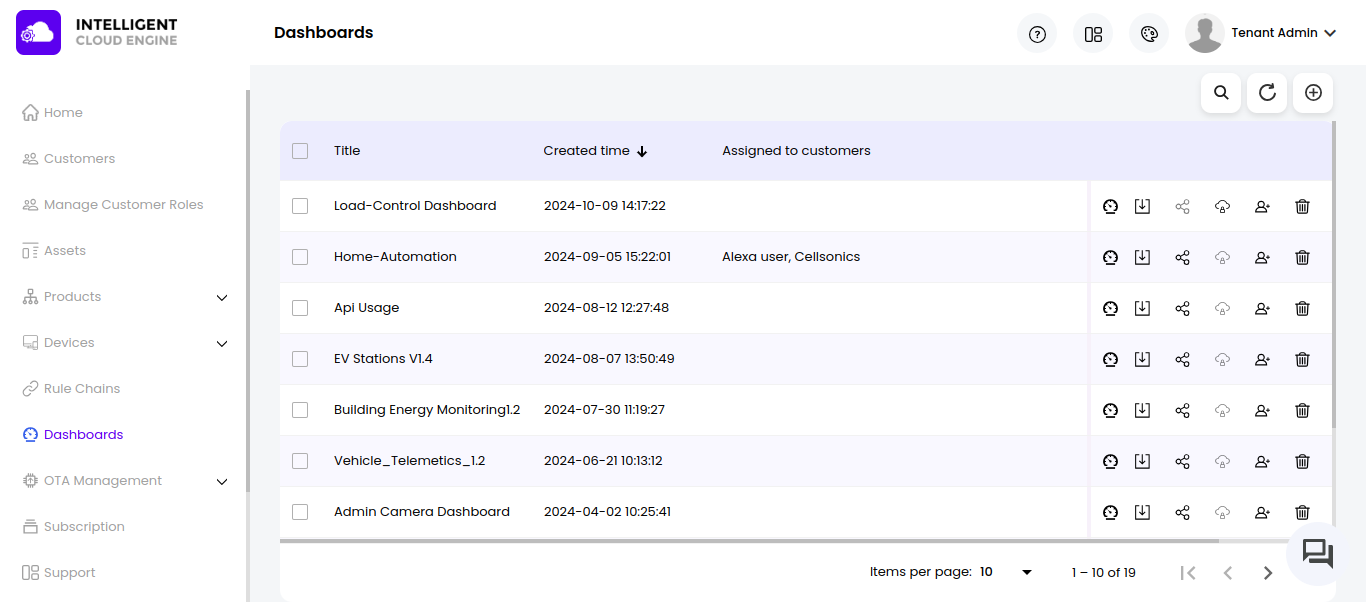 INTELLIGENT
CLOUD ENGINE
Dashboards
?
Tenant Admin
Home
Customers
Manage Customer Roles
Assets
Products
Devices
Rule Chains
Dashboards
OTA Management
Subscription
Support
Title Created time Assigned to customers
Load-Control Dashboard 2024-10-09 14:17:22
Home-Automation 2024-09-05 15:22:01 Alexa user, Cellsonics
Api Usage 2024-08-12 12:27:48
EV Stations V1.4 2024-08-07 13:50:49
Building Energy Monitoring1.2 2024-07-30 11:19:27
Vehicle_Telemetics_1.2 2024-06-21 10:13:12
Admin Camera Dashboard 2024-04-02 10:25:41
Items per page: 10 1 – 10 of 19